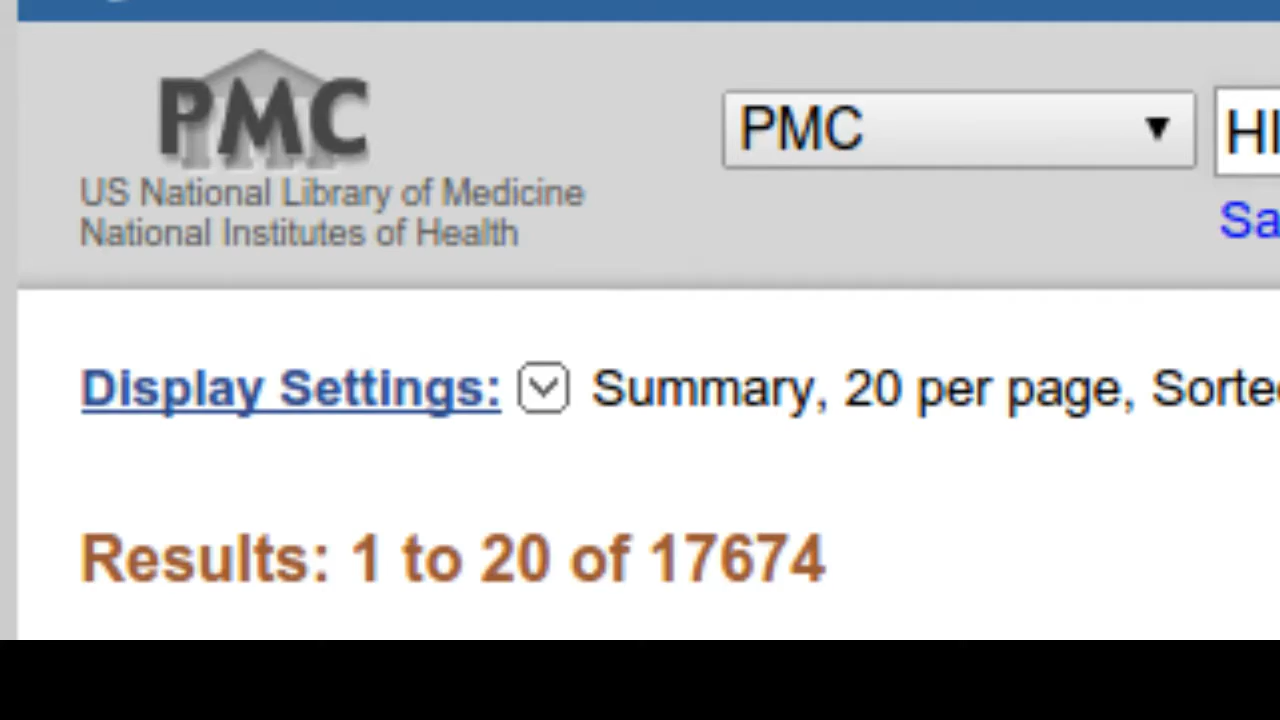 PMC
US National Library of Medicine
National Institutes of Health
PMC
Display Settings: Summary, 20 per page,
Results: 1 to 20 of 17674